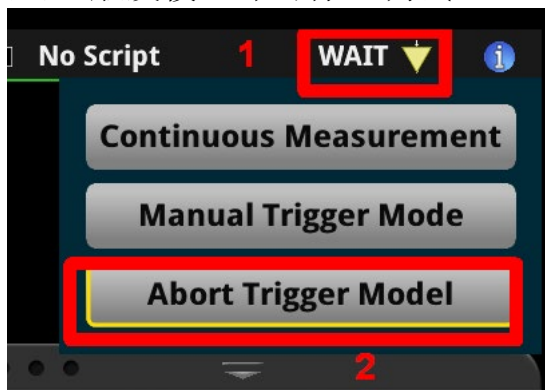 No Script 1 WAIT
Continuous Measurement
Manual Trigger Mode
Abort Trigger Model
2